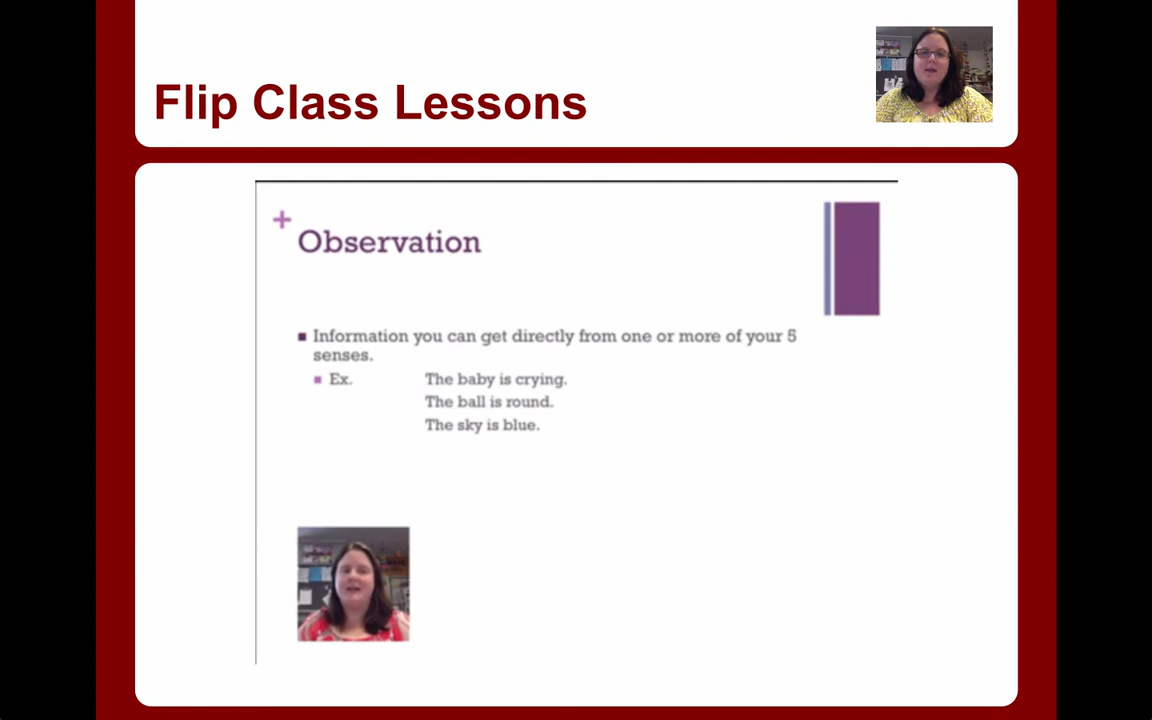 Flip Class Lessons
+
Observation
Information you can get directly from one or more of your 5
senses.
Ex. The baby is crying.
The ball is round.
The sky is blue.